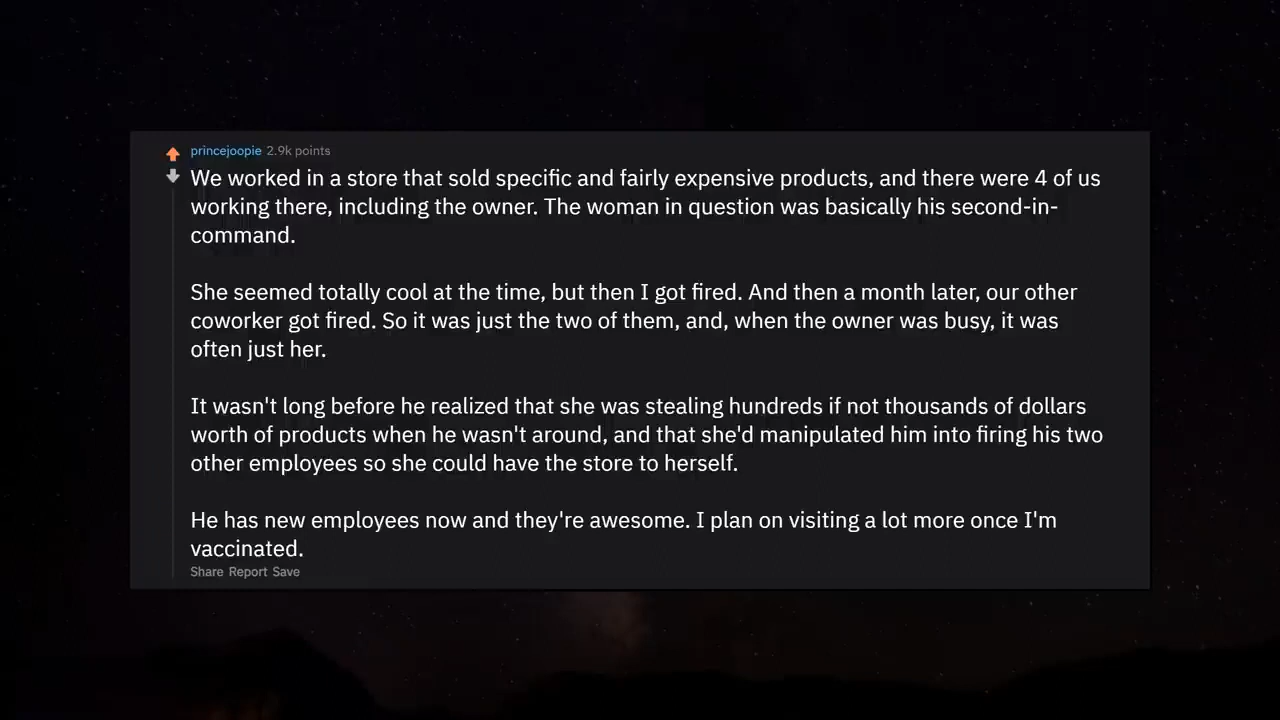 princejoopie 2.9k points
We worked in a store that sold specific and fairly expensive products, and there were 4 of us
working there, including the owner. The woman in question was basically his second-in-
command.
She seemed totally cool at the time, but then I got fired. And then a month later, our other
coworker got fired. So it was just the two of them, and, when the owner was busy, it was
often just her.
It wasn't long before he realized that she was stealing hundreds if not thousands of dollars
worth of products when he wasn't around, and that she'd manipulated him into firing his two
other employees so she could have the store to herself.
He has new employees now and they're awesome. I plan on visiting a lot more once I'm
vaccinated.
Share Report Save